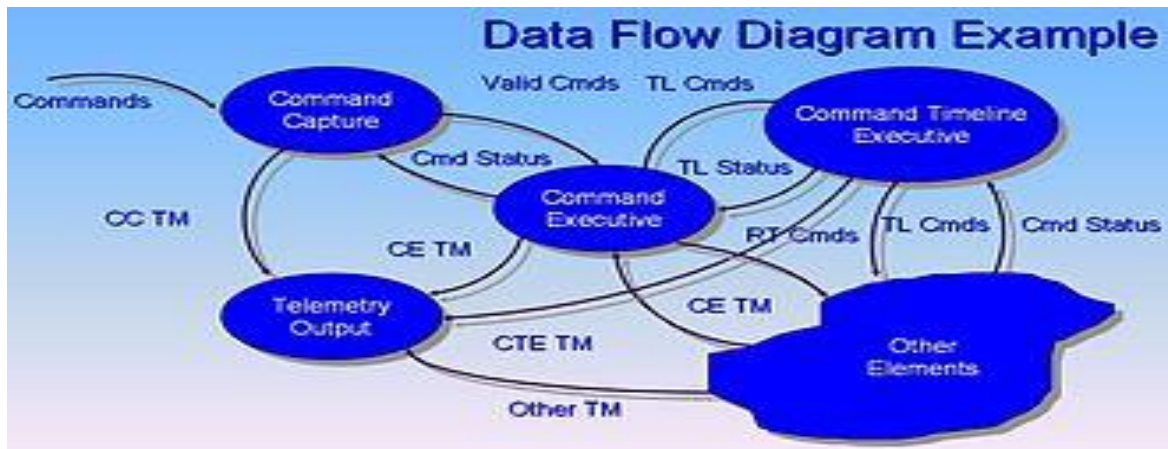 Data Flow Diagram Example
Commands
Command
Capture
Valid Cmds
TL Cmds
Command Timeline
Executive
Cmd Status
TL Status
Command
Executive
CC TM
CE TM
RT Cmds
TL Cmds
Cmd Status
Telemetry
Output
CE TM
CTE TM
Other
Elements
Other TM